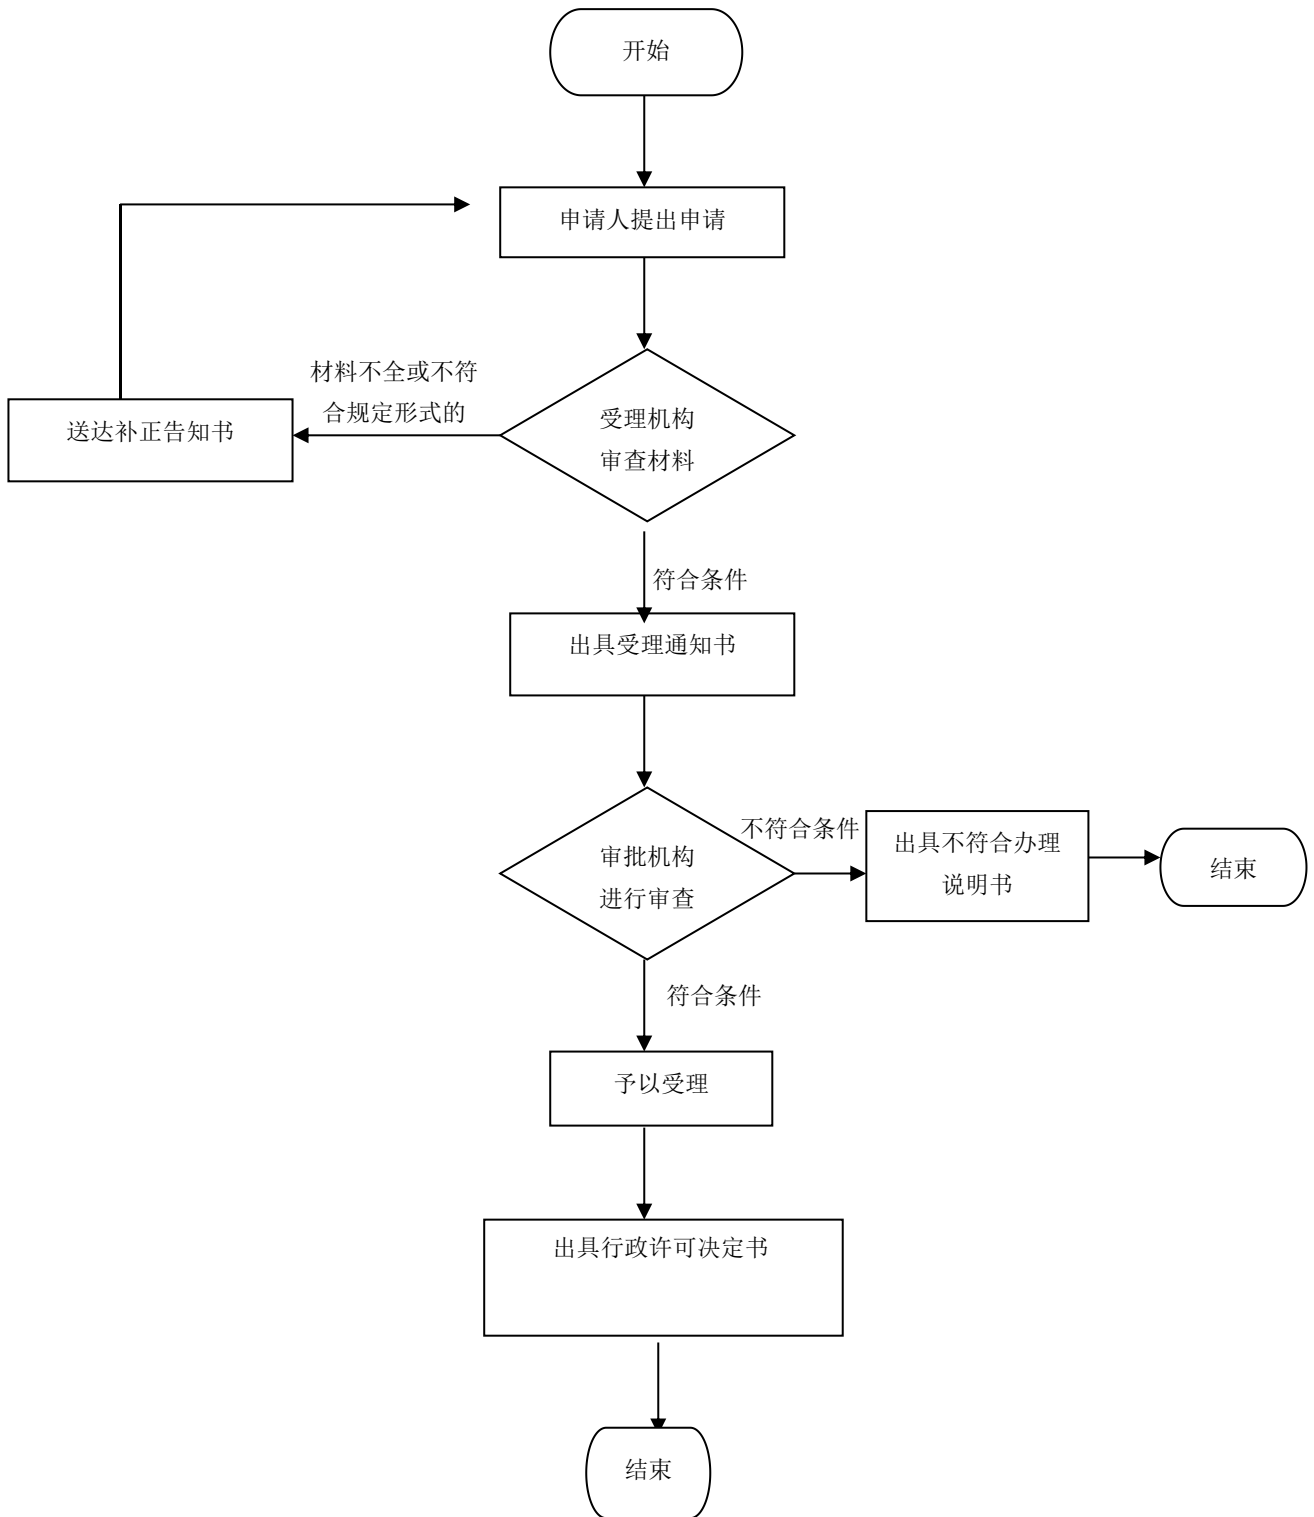 开始
申请人提出申请
材料不全或不符
合规定形式的
送达补正告知书
受理机构
审查材料
符合条件
出具受理通知书
审批机构
进行审查
不符合条件
出具不符合办理
说明书
结束
符合条件
予以受理
出具行政许可决定书
结束